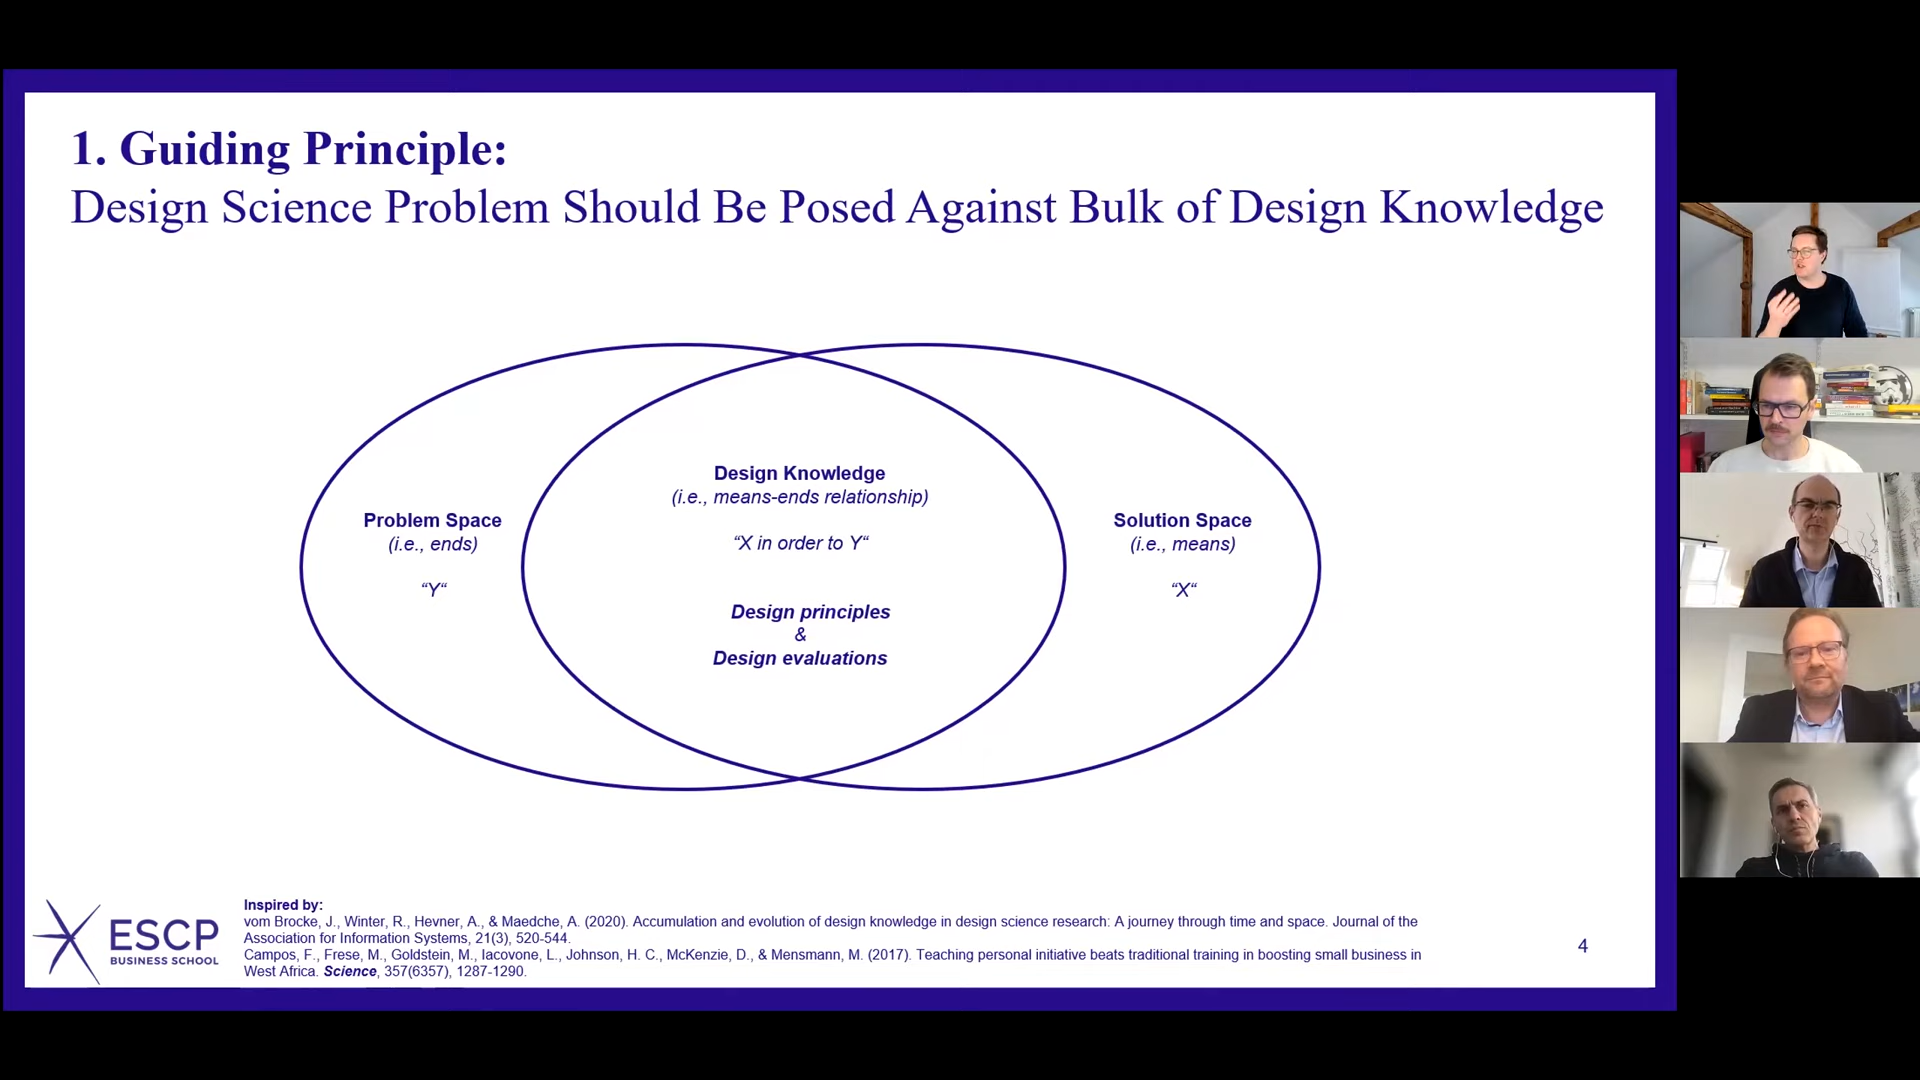 1. Guiding Principle:
Design Science Problem Should Be Posed Against Bulk of Design Knowledge
Problem Space
(i.e., ends)
“Y“
Design Knowledge
(i.e., means-ends relationship)
“X in order to Y“
Design principles
&
Design evaluations
Solution Space
(i.e., means)
“X“
ESCP
BUSINESS SCHOOL
Inspired by:
vom Brocke, J., Winter, R., Hevner, A., & Maedche, A. (2020). Accumulation and evolution of design knowledge in design science research: A journey through time and space. Journal of the
Association for Information Systems, 21(3), 520-544.
Campos, F., Frese, M., Goldstein, M., Iacovone, L., Johnson, H. C., McKenzie, D., & Mensmann, M. (2017). Teaching personal initiative beats traditional training in boosting small business in
West Africa. Science, 357(6357), 1287-1290.
4